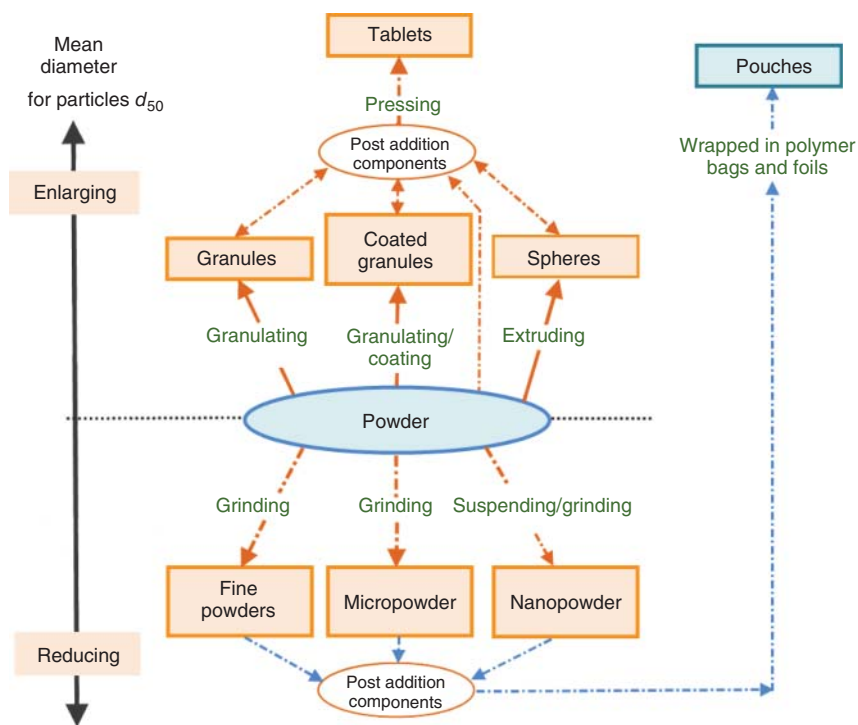 Tablets
Mean
diameter
for particles d50
Pouches
Pressing
Post addition
components
Wrapped in polymer
bags and foils
Enlarging
Granules
Coated
granules
Spheres
Granulating
Granulating/
coating
Extruding
Powder
Grinding
Grinding
Suspending/grinding
Fine
powders
Micropowder
Nanopowder
Reducing
Post addition
components